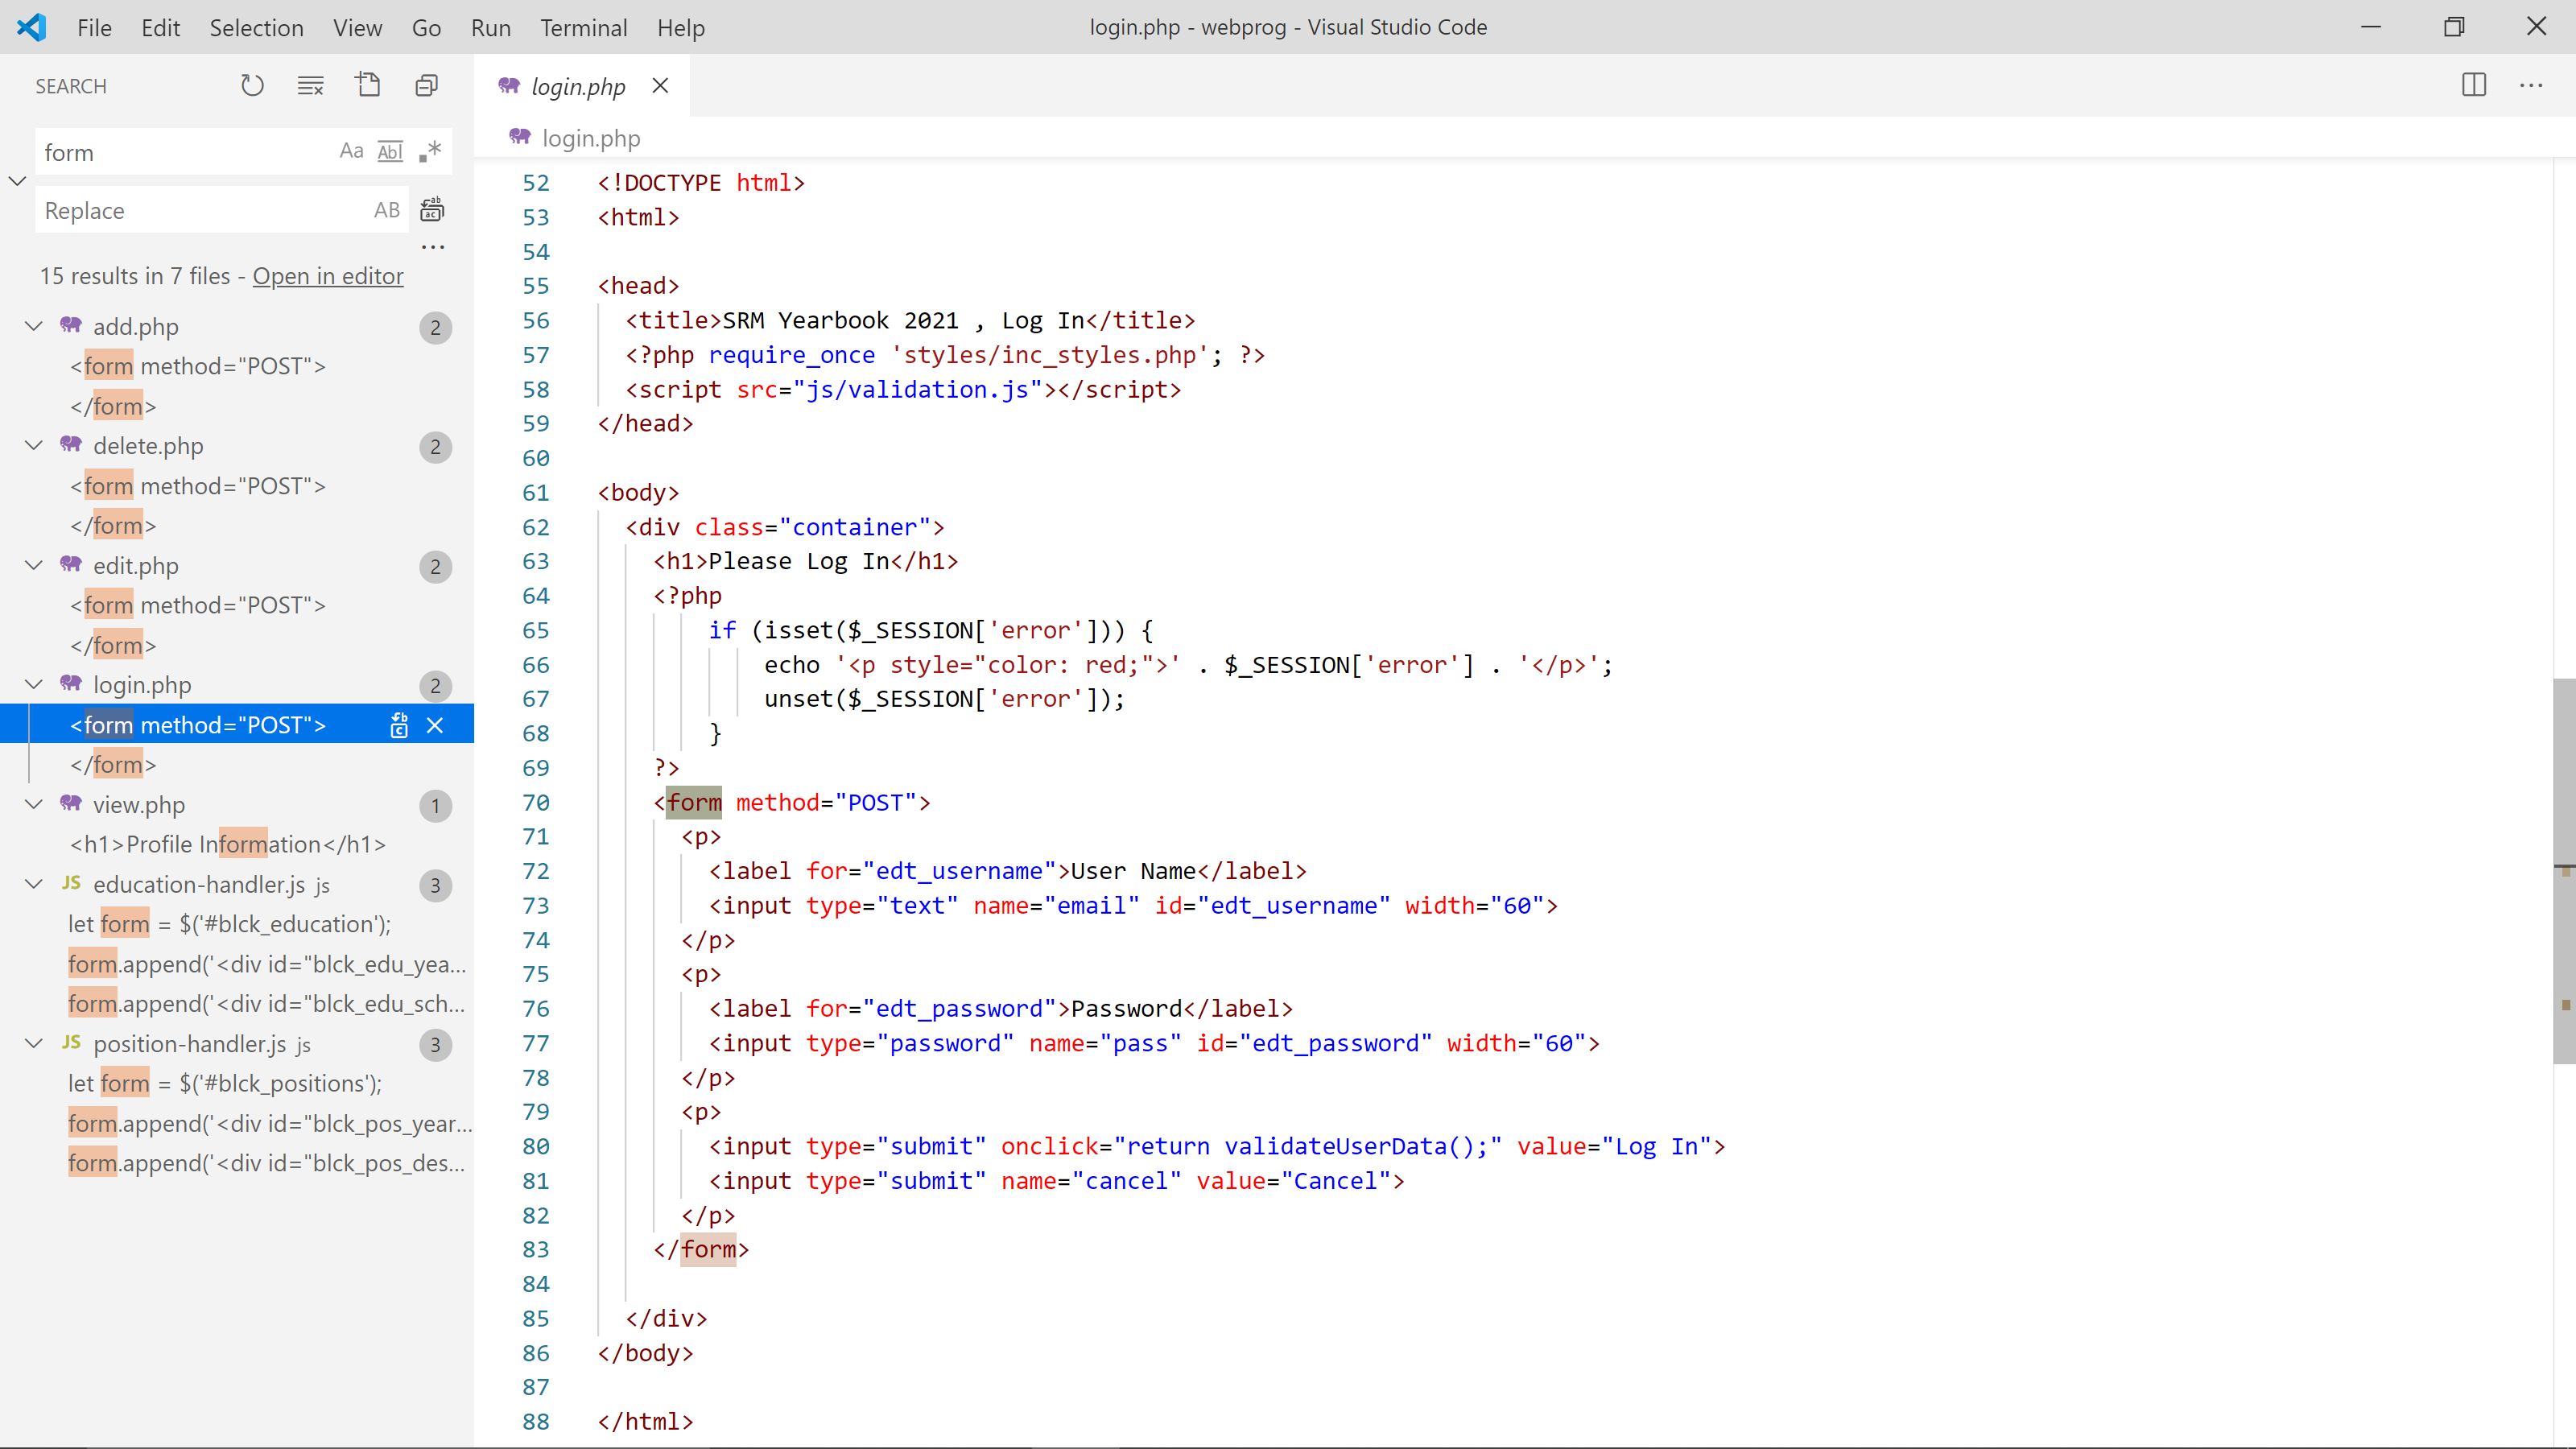 File Edit Selection View Go Run Terminal Help
login.php - webprog - Visual Studio Code
SEARCH
form Aa Abl .*
Replace AB
15 results in 7 files - Open in editor
add.php 2
<form method="POST">
</form>
delete.php 2
<form method="POST">
</form>
edit.php 2
<form method="POST">
</form>
login.php 2
<form method="POST">
</form>
view.php 1
<h1>Profile Information</h1>
JS education-handler.js js 3
let form = $('#blck_education');
form.append('<div id="blck_edu_yea...
form.append('<div id="blck_edu_sch...
JS position-handler.js js 3
let form = $('#blck_positions');
form.append('<div id="blck_pos_year...
form.append('<div id="blck_pos_des...
login.php
login.php
52 <!DOCTYPE html>
53 <html>
54
55 <head>
56 <title>SRM Yearbook 2021 , Log In</title>
57 <?php require_once 'styles/inc_styles.php'; ?>
58 <script src="js/validation.js"></script>
59 </head>
60
61 <body>
62 <div class="container">
63 <h1>Please Log In</h1>
64 <?php
65 if (isset($_SESSION['error'])) {
66 echo '<p style="color: red;">' . $_SESSION['error'] . '</p>';
67 unset($_SESSION['error']);
68 }
69 ?>
70 <form method="POST">
71 <p>
72 <label for="edt_username">User Name</label>
73 <input type="text" name="email" id="edt_username" width="60">
74 </p>
75 <p>
76 <label for="edt_password">Password</label>
77 <input type="password" name="pass" id="edt_password" width="60">
78 </p>
79 <p>
80 <input type="submit" onclick="return validateUserData();" value="Log In">
81 <input type="submit" name="cancel" value="Cancel">
82 </p>
83 </form>
84
85 </div>
86 </body>
87
88 </html>